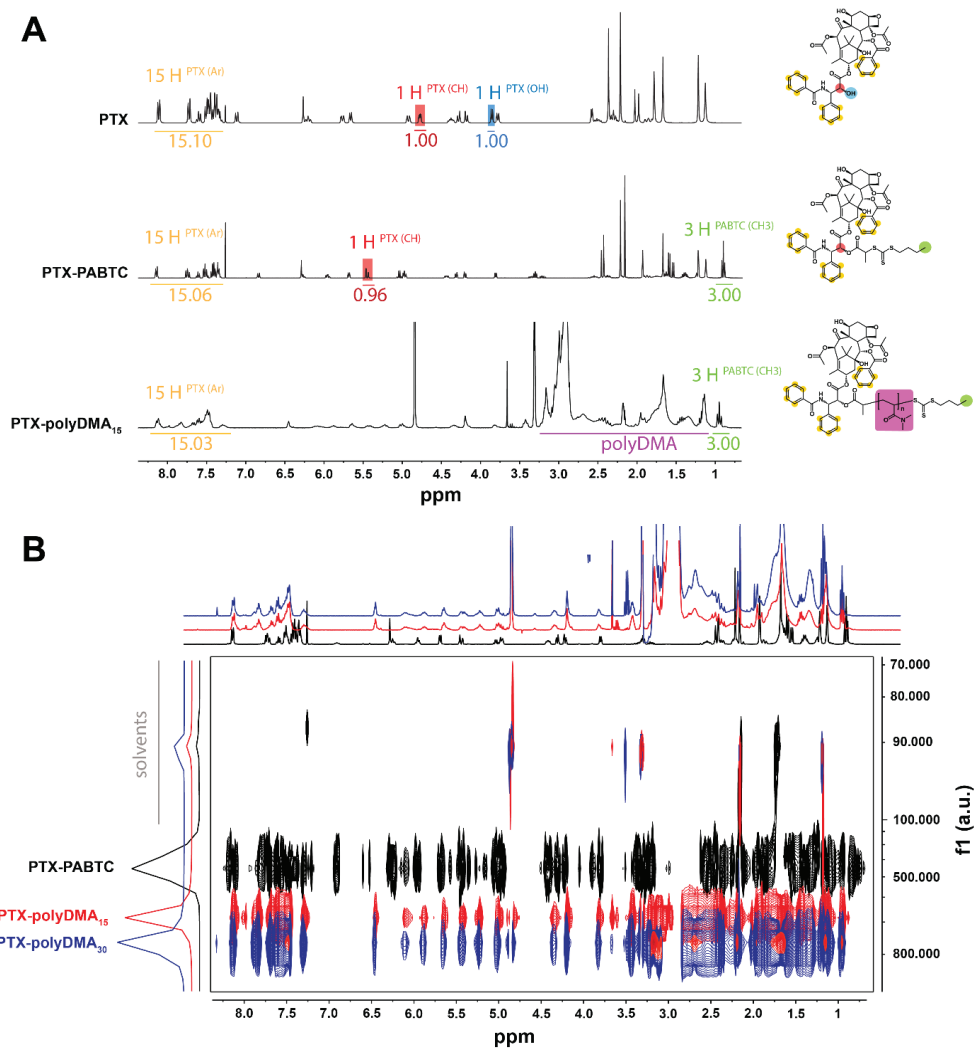 A
15 H PTX (Ar)
1 H PTX (CH)
1 H PTX (OH)
PTX
15.10
1.00
1.00
15 H PTX (Ar)
1 H PTX (CH)
3 H PABTC (CH3)
PTX-PABTC
15.06
0.96
3.00
15 H PTX (Ar)
3 H PABTC (CH3)
PTX-polyDMA15
15.03
polyDMA
3.00
8.0 7.5 7.0 6.5 6.0 5.5 5.0 4.5 4.0 3.5 3.0 2.5 2.0 1.5 1
ppm
B
solvents
PTX-PABTC
PTX-polyDMA15
PTX-polyDMA30
70.000
80.000
90.000
100.000
500.000
800.000
f1 (a.u.)
8.0 7.5 7.0 6.5 6.0 5.5 5.0 4.5 4.0 3.5 3.0 2.5 2.0 1.5 1
ppm